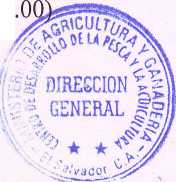 .00)
MINISTERIO DE AGRICULTURA Y GANADERIA
CENTRO DE DESARROLLO DE LA PESCA Y LA ACUICULTURA
DIRECCION
GENERAL
El Salvador C.A.